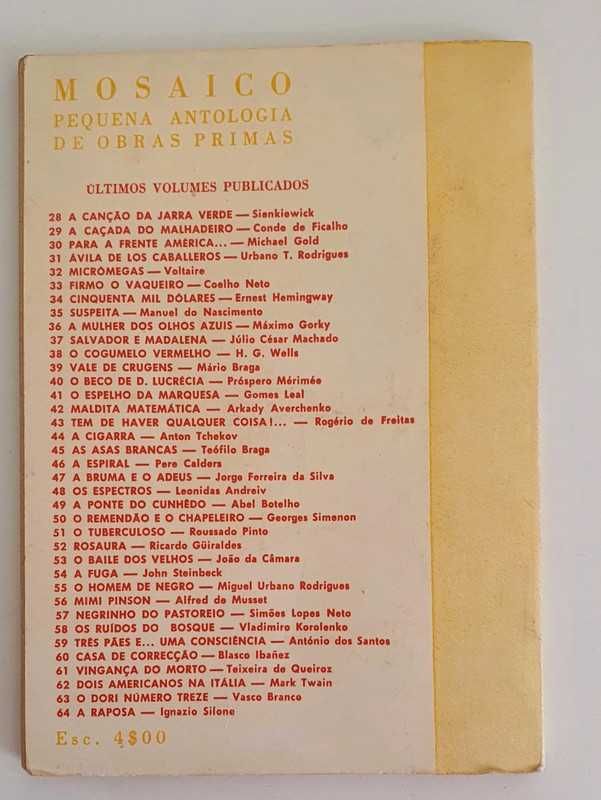 MOSAICO
PEQUENA ANTOLOGIA
DE OBRAS PRIMAS
ÚLTIMOS VOLUMES PUBLICADOS
28 A CANÇÃO DA JARRA VERDE — Sienkiewick
29 A CAÇADA DO MALHADEIRO — Conde de Ficalho
30 PARA A FRENTE AMÉRICA... — Michael Gold
31 ÁVILA DE LOS CABALLEROS — Urbano T. Rodrigues
32 MICRÓMEGAS — Voltaire
33 FIRMO O VAQUEIRO — Coelho Neto
34 CINQUENTA MIL DÓLARES — Ernest Hemingway
35 SUSPEITA — Manuel do Nascimento
36 A MULHER DOS OLHOS AZUIS — Máximo Gorky
37 SALVADOR E MADALENA — Júlio César Machado
38 O COGUMELO VERMELHO — H. G. Wells
39 VALE DE CRUGENS — Mário Braga
40 O BECO DE D. LUCRÉCIA — Próspero Mérimée
41 O ESPELHO DA MARQUESA — Gomes Leal
42 MALDITA MATEMÁTICA — Arkady Averchenko
43 TEM DE HAVER QUALQUER COISA!... — Rogério de Freitas
44 A CIGARRA — Anton Tchekov
45 AS ASAS BRANCAS — Teófilo Braga
46 A ESPIRAL — Pere Calders
47 A BRUMA E O ADEUS — Jorge Ferreira da Silva
48 OS ESPECTROS — Leonidas Andreiv
49 A PONTE DO CUNHÊDO — Abel Botelho
50 O REMENDÃO E O CHAPELEIRO — Georges Simenon
51 O TUBERCULOSO — Roussado Pinto
52 ROSAURA — Ricardo Güiraldes
53 O BAILE DOS VELHOS — João da Câmara
54 A FUGA — John Steinbeck
55 O HOMEM DE NEGRO — Miguel Urbano Rodrigues
56 MIMI PINSON — Alfred de Musset
57 NEGRINHO DO PASTOREIO — Simões Lopes Neto
58 OS RUÍDOS DO BOSQUE — Vladimiro Korolenko
59 TRÊS PÃES E... UMA CONSCIÊNCIA — António dos Santos
60 CASA DE CORRECÇÃO — Blasco Ibañez
61 VINGANÇA DO MORTO — Teixeira de Queiroz
62 DOIS AMERICANOS NA ITÁLIA — Mark Twain
63 O DORI NÚMERO TREZE — Vasco Branco
64 A RAPOSA — Ignazio Silone
Esc. 4$00